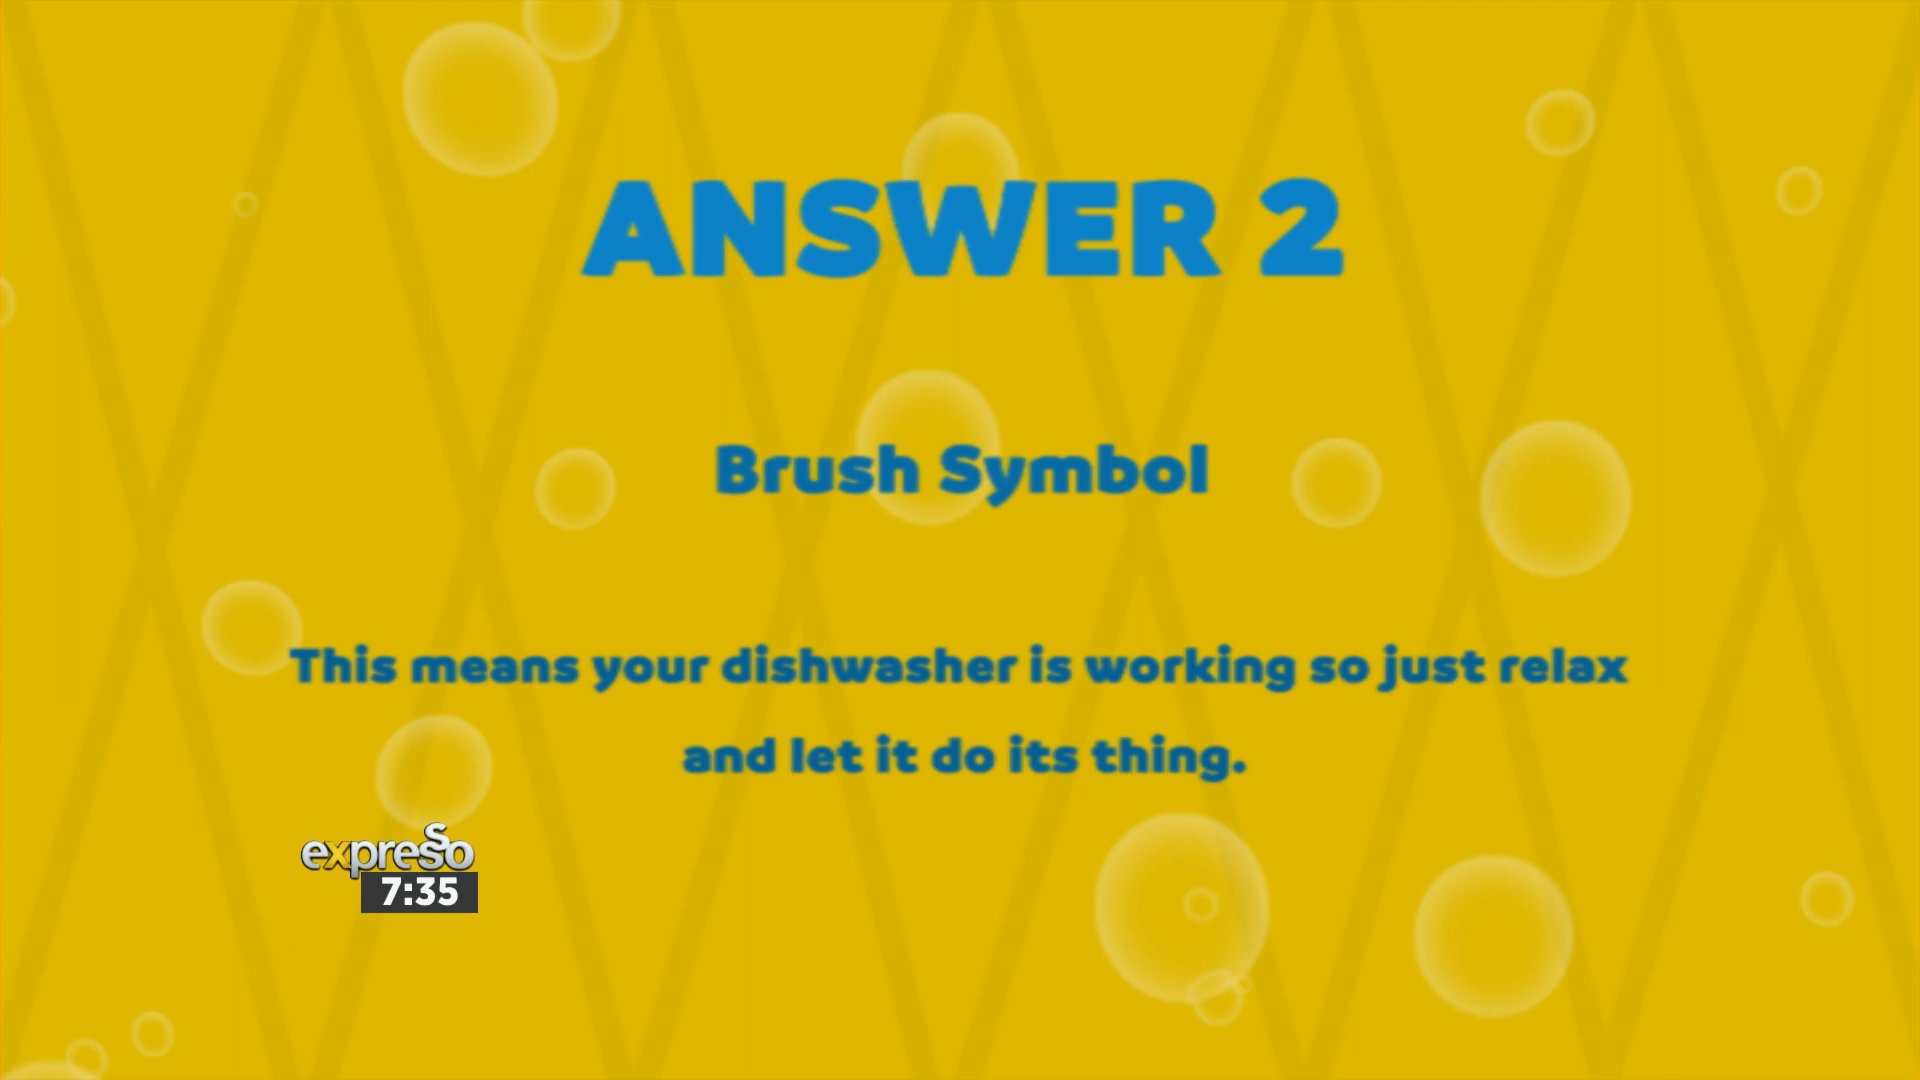 ANSWER 2
Brush Symbol
This means your dishwasher is working so just relax
and let it do its thing.
expresso
7:35